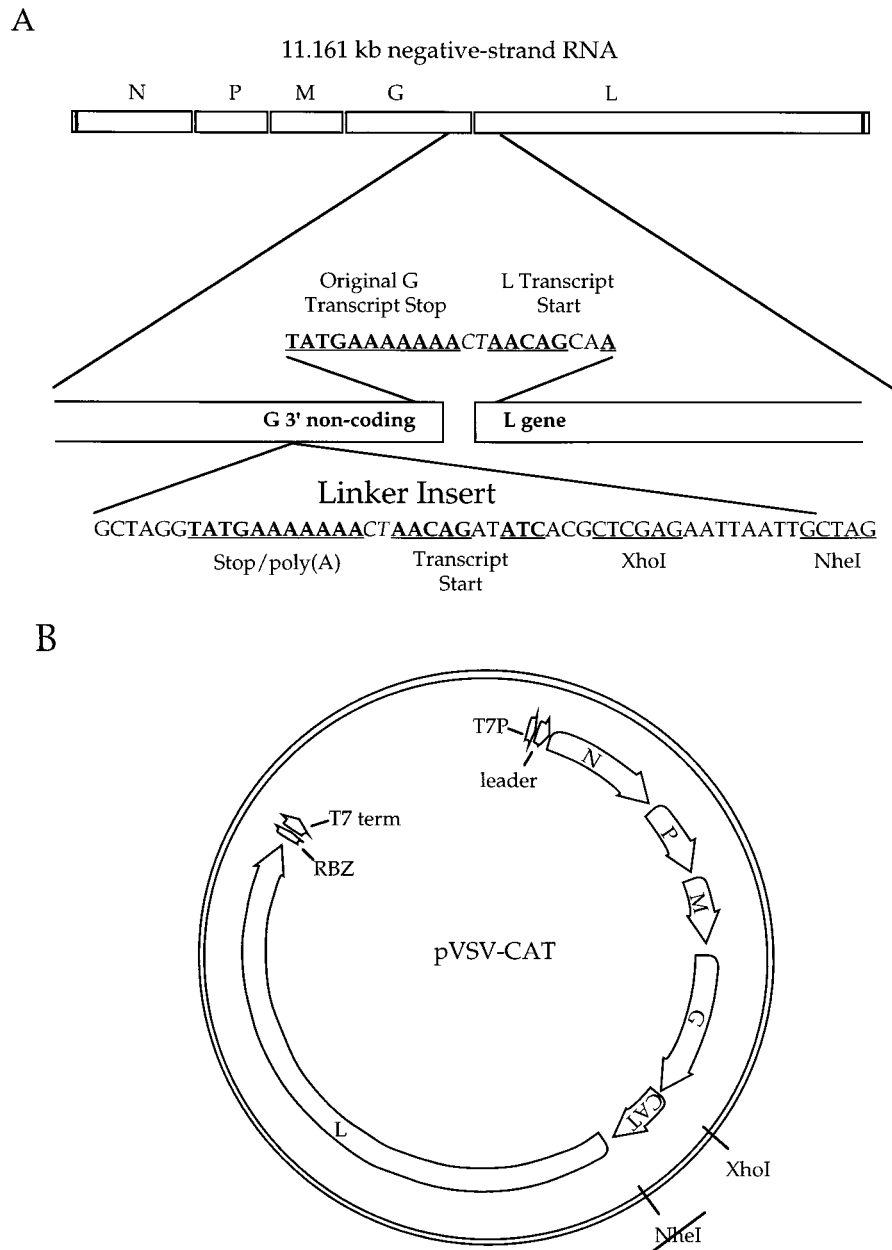 A
11.161 kb negative-strand RNA
N P M G L
Original G
Transcript Stop
L Transcript
Start
TATGAAAAAAACTAACAGCAA
G 3' non-coding
L gene
Linker Insert
GCTAGGTATGAAAAAAACTAACAGATATCACGCTCGAGAATTAATTGCTAG
Stop/poly(A)
Transcript
Start
XhoI
NheI
B
T7P
leader
N
P
M
G
CAT
L
T7 term
RBZ
pVSV-CAT
XhoI
NheI